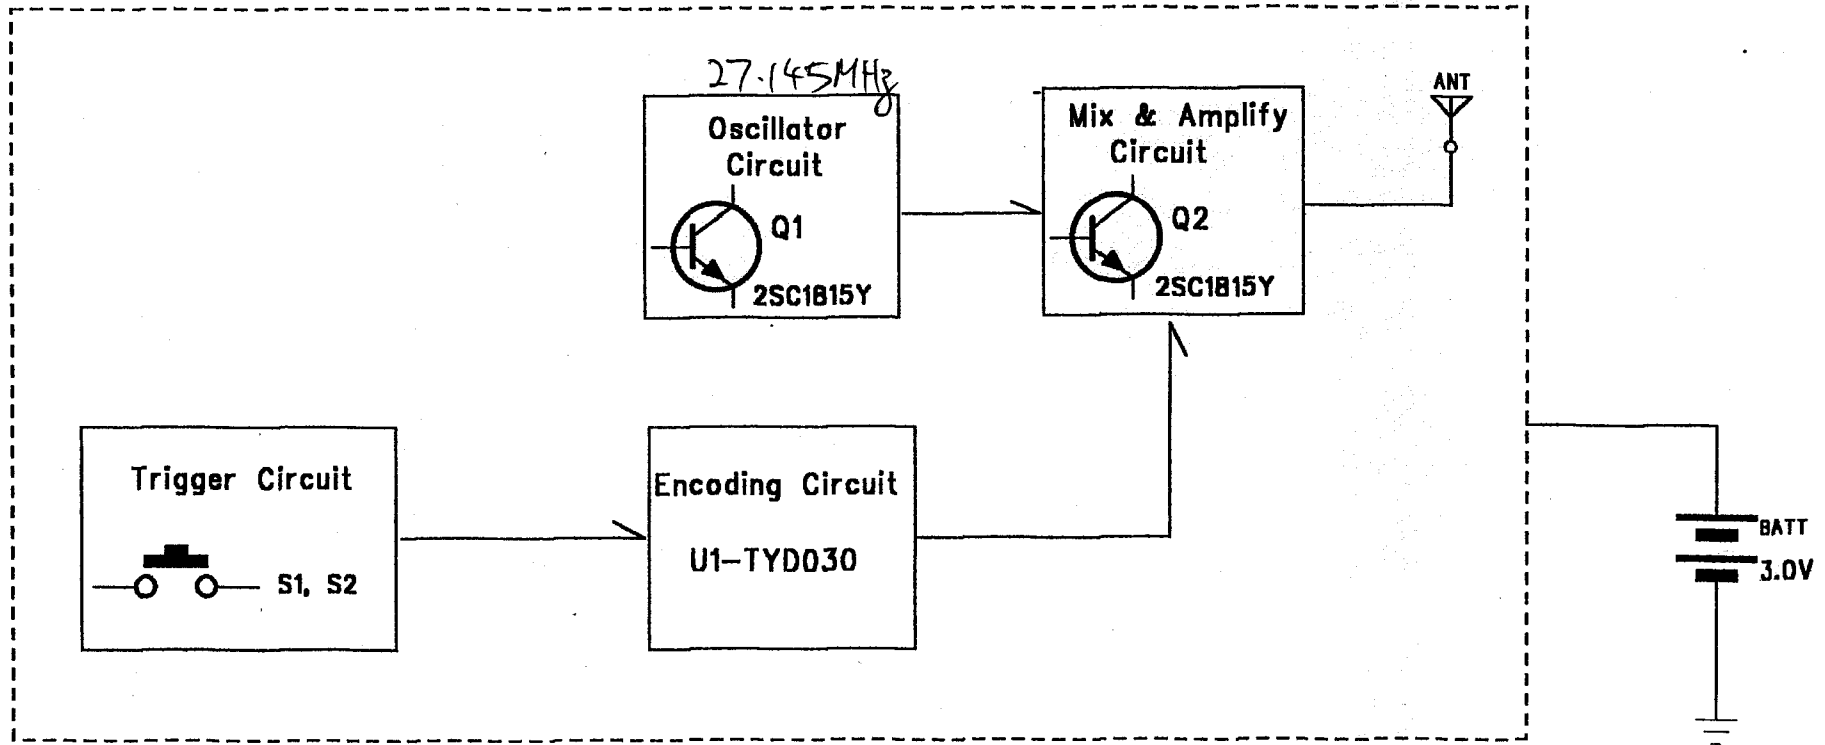 27.145MHz
Oscillator
Circuit
Q1
2SC1815Y
Mix & Amplify
Circuit
Q2
2SC1815Y
ANT
Trigger Circuit
S1, S2
Encoding Circuit
U1-TYD030
BATT
3.0V